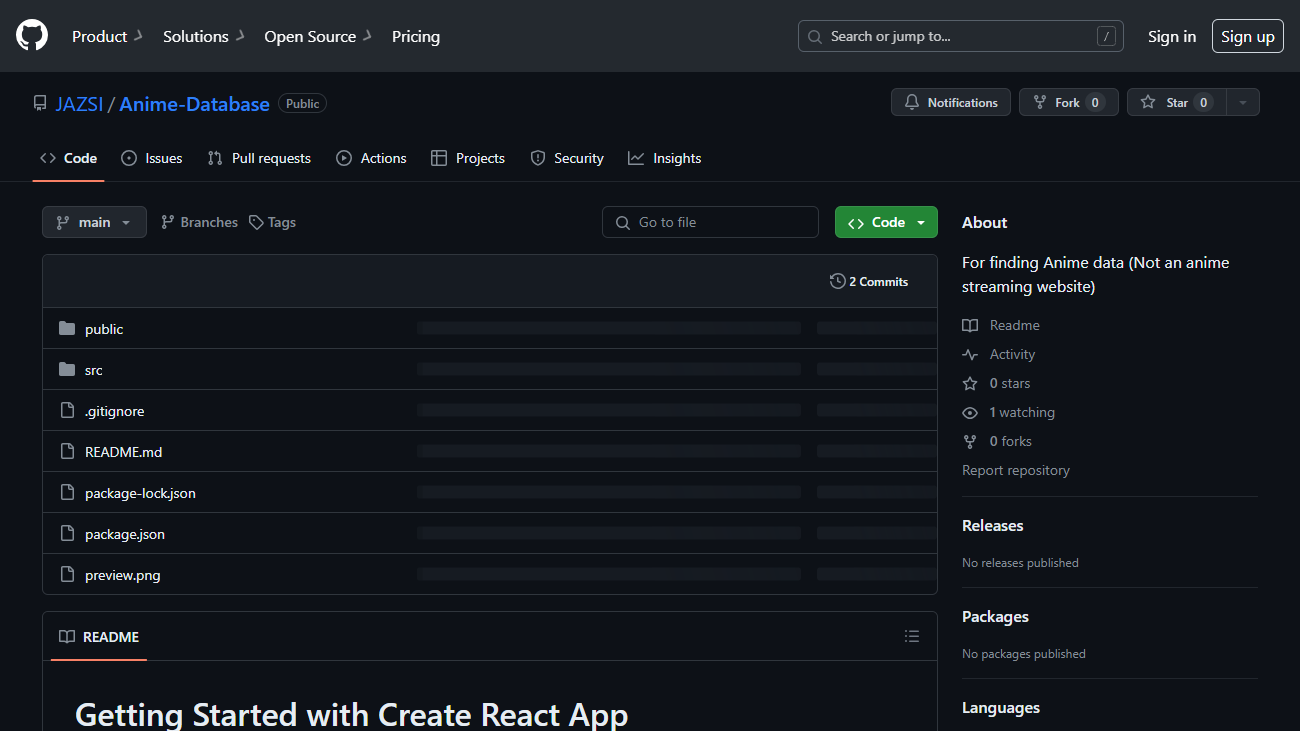 Product Solutions Open Source Pricing Search or jump to... / Sign in Sign up
JAZSI / Anime-Database Public Notifications Fork 0 Star 0
Code Issues Pull requests Actions Projects Security Insights
main Branches Tags Go to file Code
2 Commits
public
src
.gitignore
README.md
package-lock.json
package.json
preview.png
README
Getting Started with Create React App
About
For finding Anime data (Not an anime
streaming website)
Readme
Activity
0 stars
1 watching
0 forks
Report repository
Releases
No releases published
Packages
No packages published
Languages